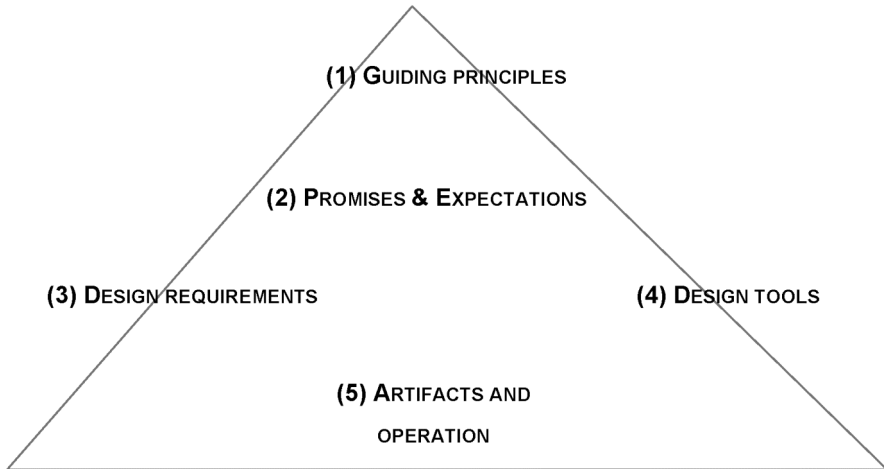 (1) GUIDING PRINCIPLES
(2) PROMISES & EXPECTATIONS
(3) DESIGN REQUIREMENTS
(4) DESIGN TOOLS
(5) ARTIFACTS AND
OPERATION